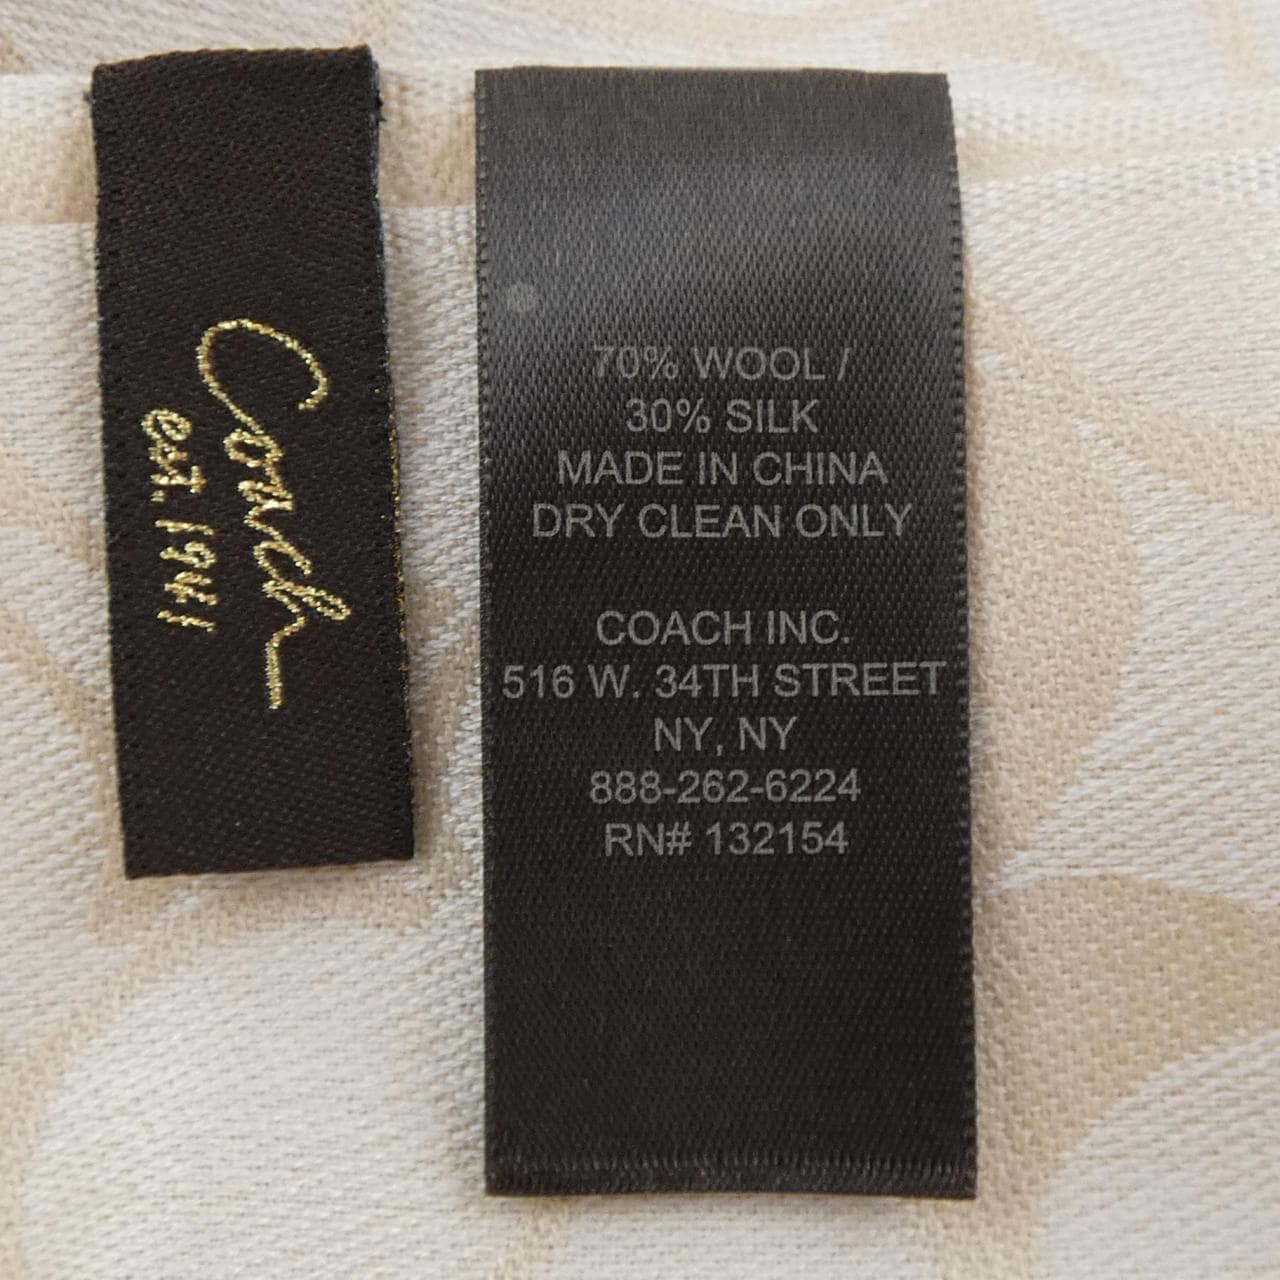 Coach
est. 1941
70% WOOL /
30% SILK
MADE IN CHINA
DRY CLEAN ONLY
COACH INC.
516 W. 34TH STREET
NY, NY
888-262-6224
RN# 132154